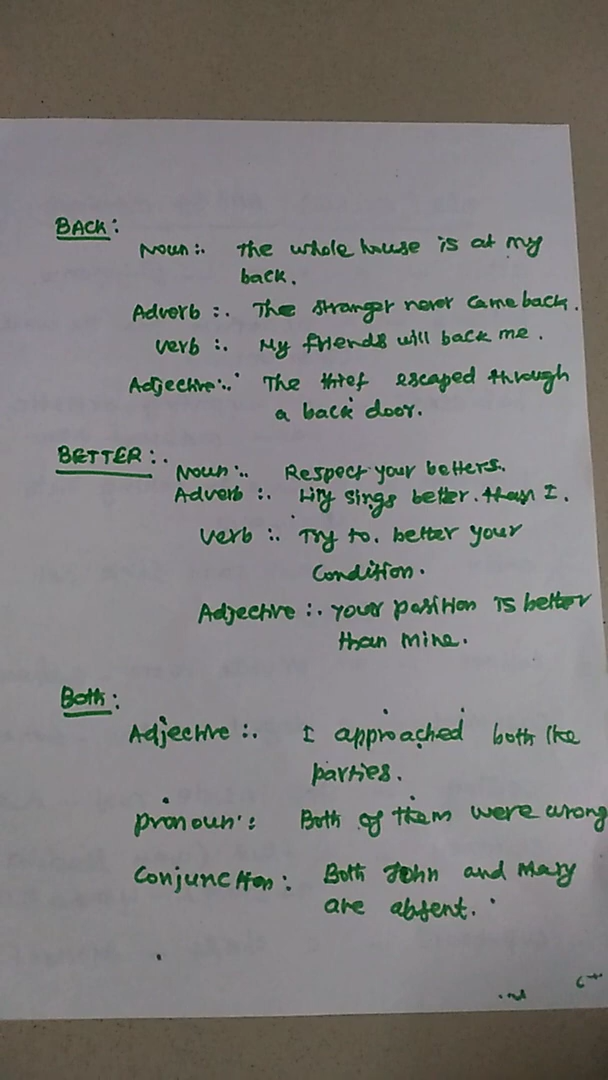 BACK:
Noun:. The whole house is at my
back.
Adverb :. The stranger never came back.
verb :. My friends will back me.
Adjective:. The thief escaped through
a back door.
BETTER:.
Noun:. Respect your betters.
Adverb :. Lily sings better. than I.
verb :. Try to. better your
Condition.
Adjective :. your position is better
than mine.
Both:
Adjective :. I approached both the
parties.
pronoun: Both of them were wrong
Conjunction: Both John and Mary
are absent.